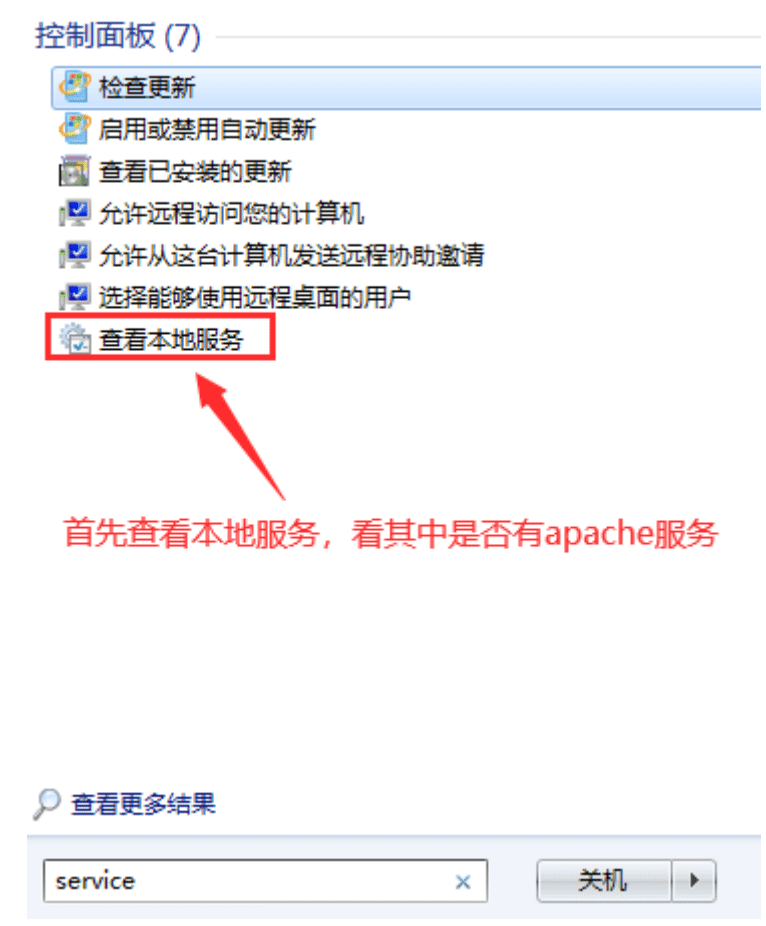 控制面板 (7)
检查更新
启用或禁用自动更新
查看已安装的更新
允许远程访问您的计算机
允许从这台计算机发送远程协助邀请
选择能够使用远程桌面的用户
查看本地服务
首先查看本地服务，看其中是否有apache服务
查看更多结果
service
关机